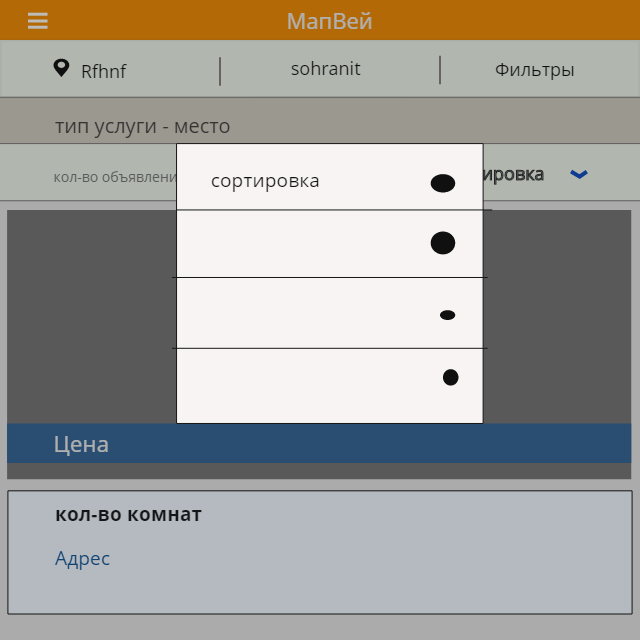 МапВей
Rfhnf
sohranit
Фильтры
тип услуги - место
кол-во объявлени
ировка
сортировка
Цена
кол-во комнат
Адрес